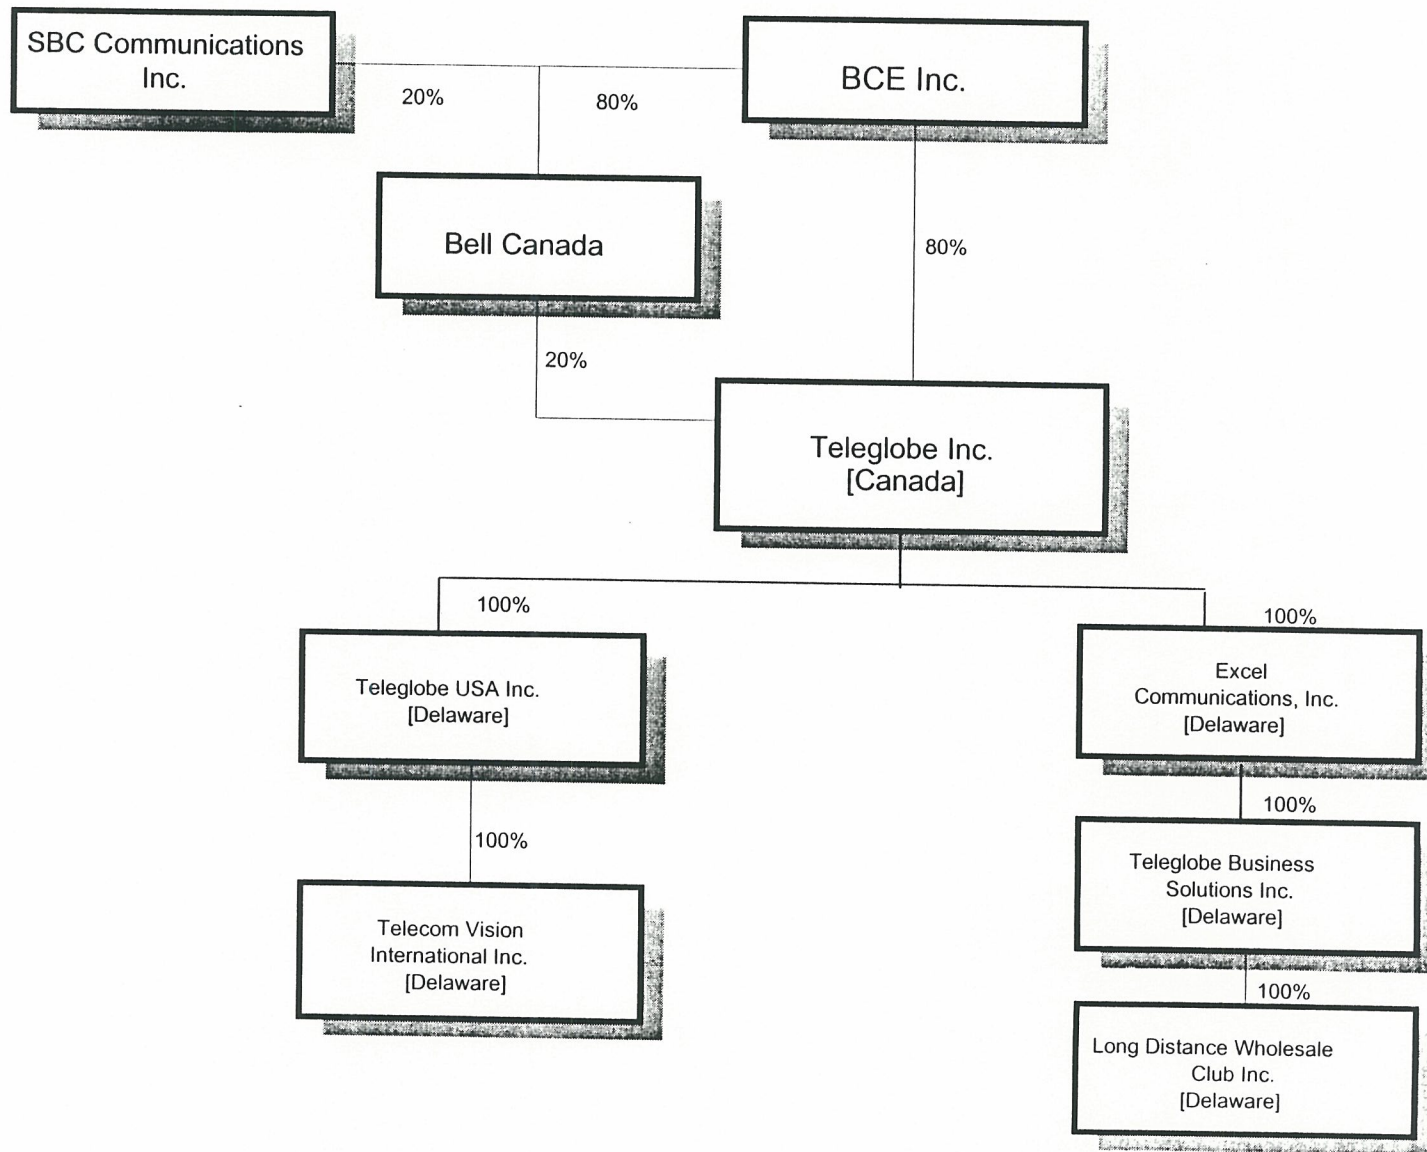 SBC Communications
Inc.
BCE Inc.
20%
80%
Bell Canada
80%
20%
Teleglobe Inc.
[Canada]
100%
100%
Teleglobe USA Inc.
[Delaware]
Excel
Communications, Inc.
[Delaware]
100%
100%
Teleglobe Business
Solutions Inc.
[Delaware]
Telecom Vision
International Inc.
[Delaware]
100%
Long Distance Wholesale
Club Inc.
[Delaware]